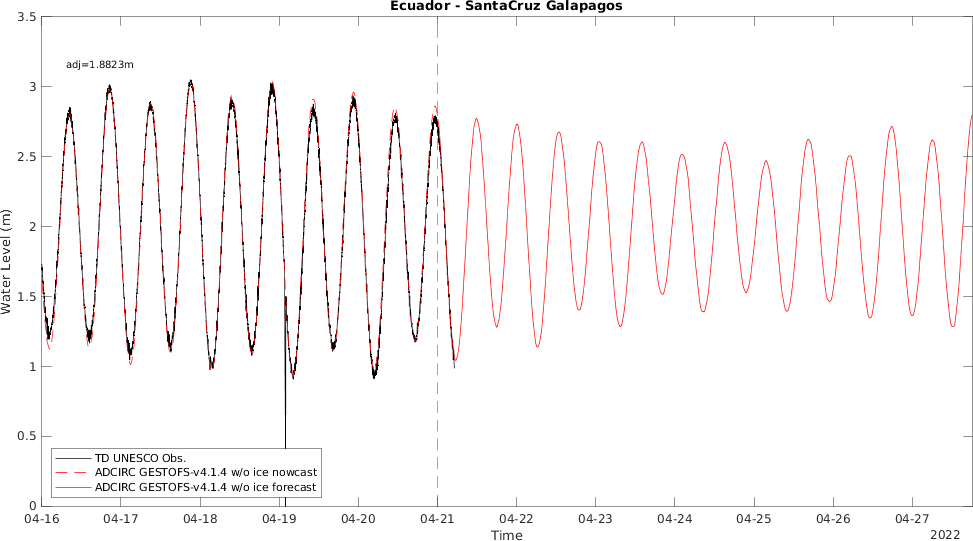 Ecuador - SantaCruz Galapagos
3.5
adj=1.8823m
3
2.5
2
1.5
1
0.5
0
Water Level (m)
TD UNESCO Obs.
ADCIRC GESTOFS-v4.1.4 w/o ice nowcast
ADCIRC GESTOFS-v4.1.4 w/o ice forecast
04-16 04-17 04-18 04-19 04-20 04-21 04-22 04-23 04-24 04-25 04-26 04-27
Time
2022